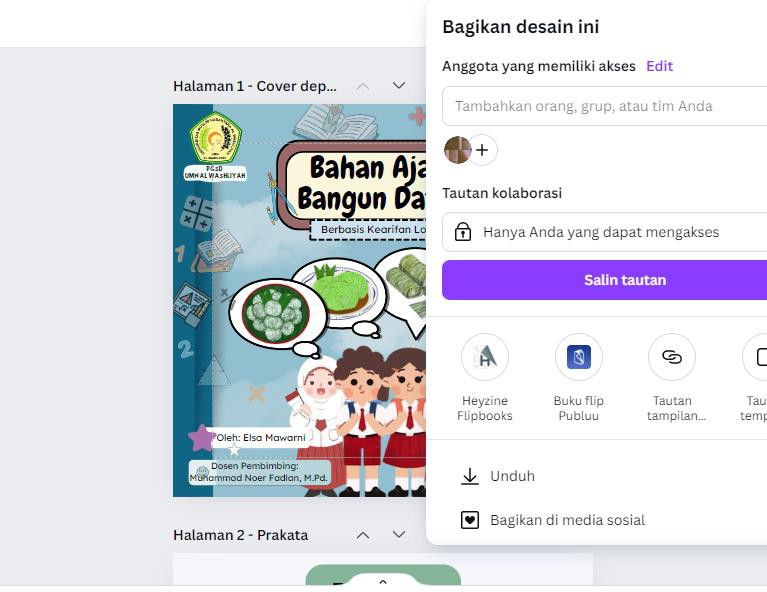 Bagikan desain ini
Anggota yang memiliki akses Edit
Tambahkan orang, grup, atau tim Anda
Tautan kolaborasi
Hanya Anda yang dapat mengakses
Salin tautan
Heyzine
Flipbooks
Buku flip
Publuu
Tautan
tampilan...
Unduh
Bagikan di media sosial
Halaman 1 - Cover dep...
PGSD
UMN AL WASHLIYAH
Bahan Aja
Bangun Da
Berbasis Kearifan Lo
1
2
Oleh: Elsa Mawarni
Dosen Pembimbing:
Muhammad Noer Fadlan, M.Pd.
Halaman 2 - Prakata